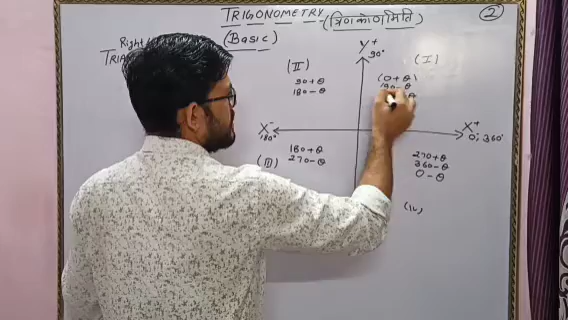 TRIGONOMETRY (त्रिकोणमिति)
(Basic)
2
Right
Y+
90°
(II)
90+θ
180-θ
(I)
(0+θ)
90-θ
X-
180°
X+
0°, 360°
180+θ
270-θ
(III)
270+θ
360-θ
0-θ
(IV)